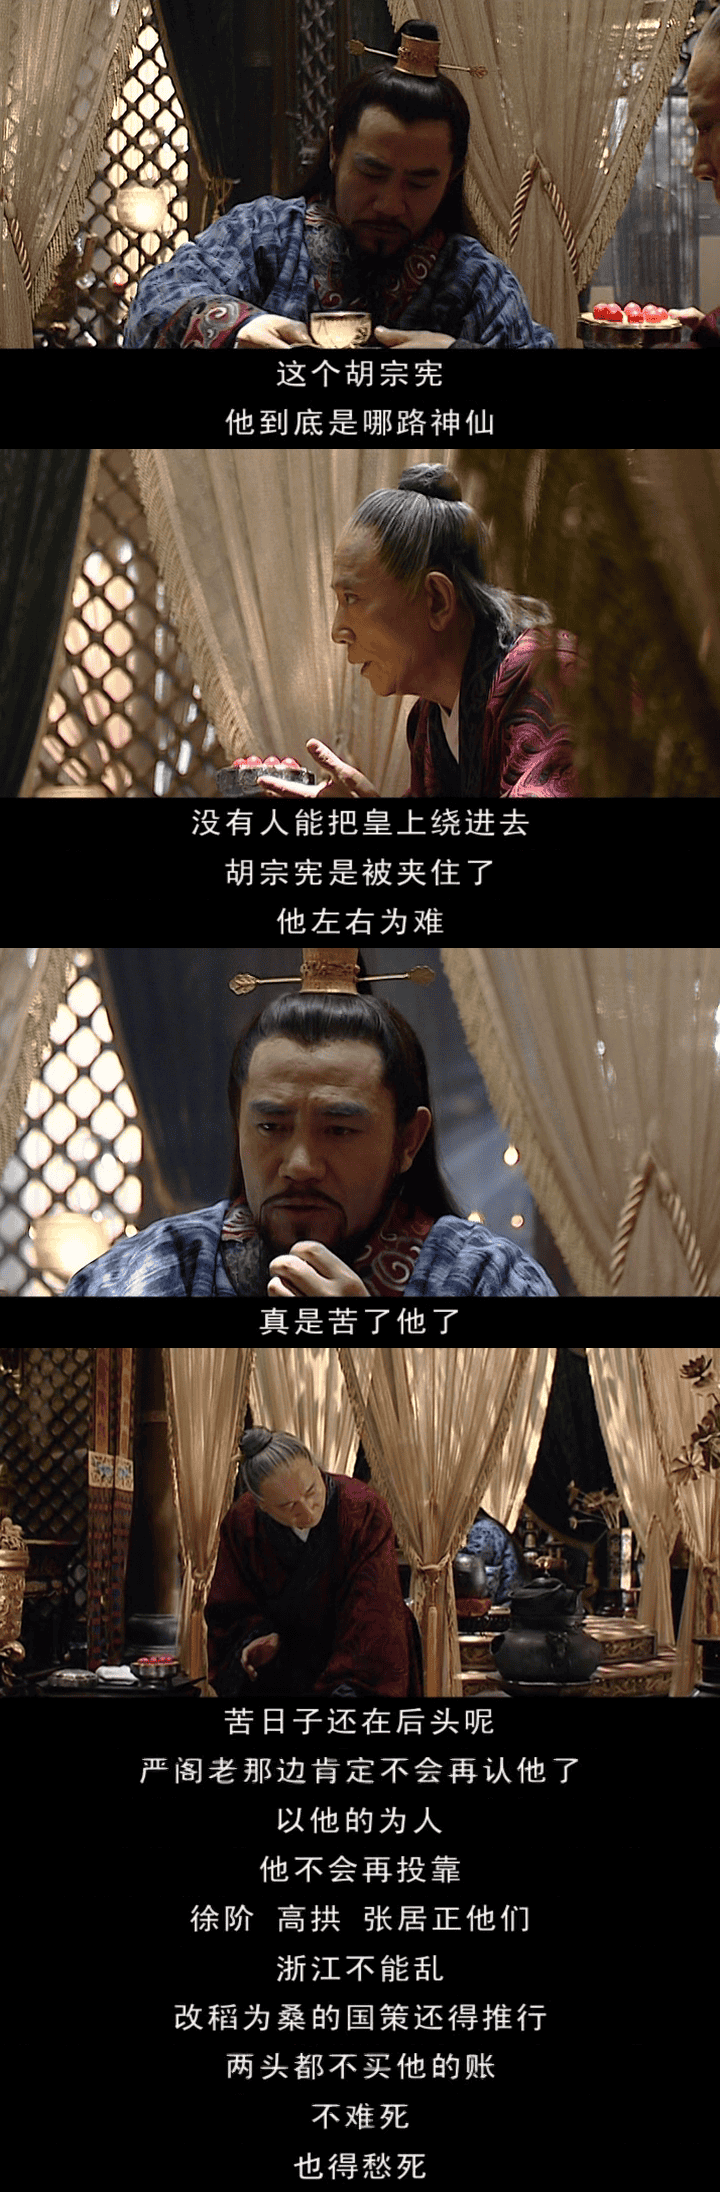 这个胡宗宪
他到底是哪路神仙
没有人能把皇上绕进去
胡宗宪是被夹住了
他左右为难
真是苦了他了
苦日子还在后头呢
严阁老那边肯定不会再认他了
以他的为人
他不会再投靠
徐阶 高拱 张居正他们
浙江不能乱
改稻为桑的国策还得推行
两头都不买他的账
不难死
也得愁死